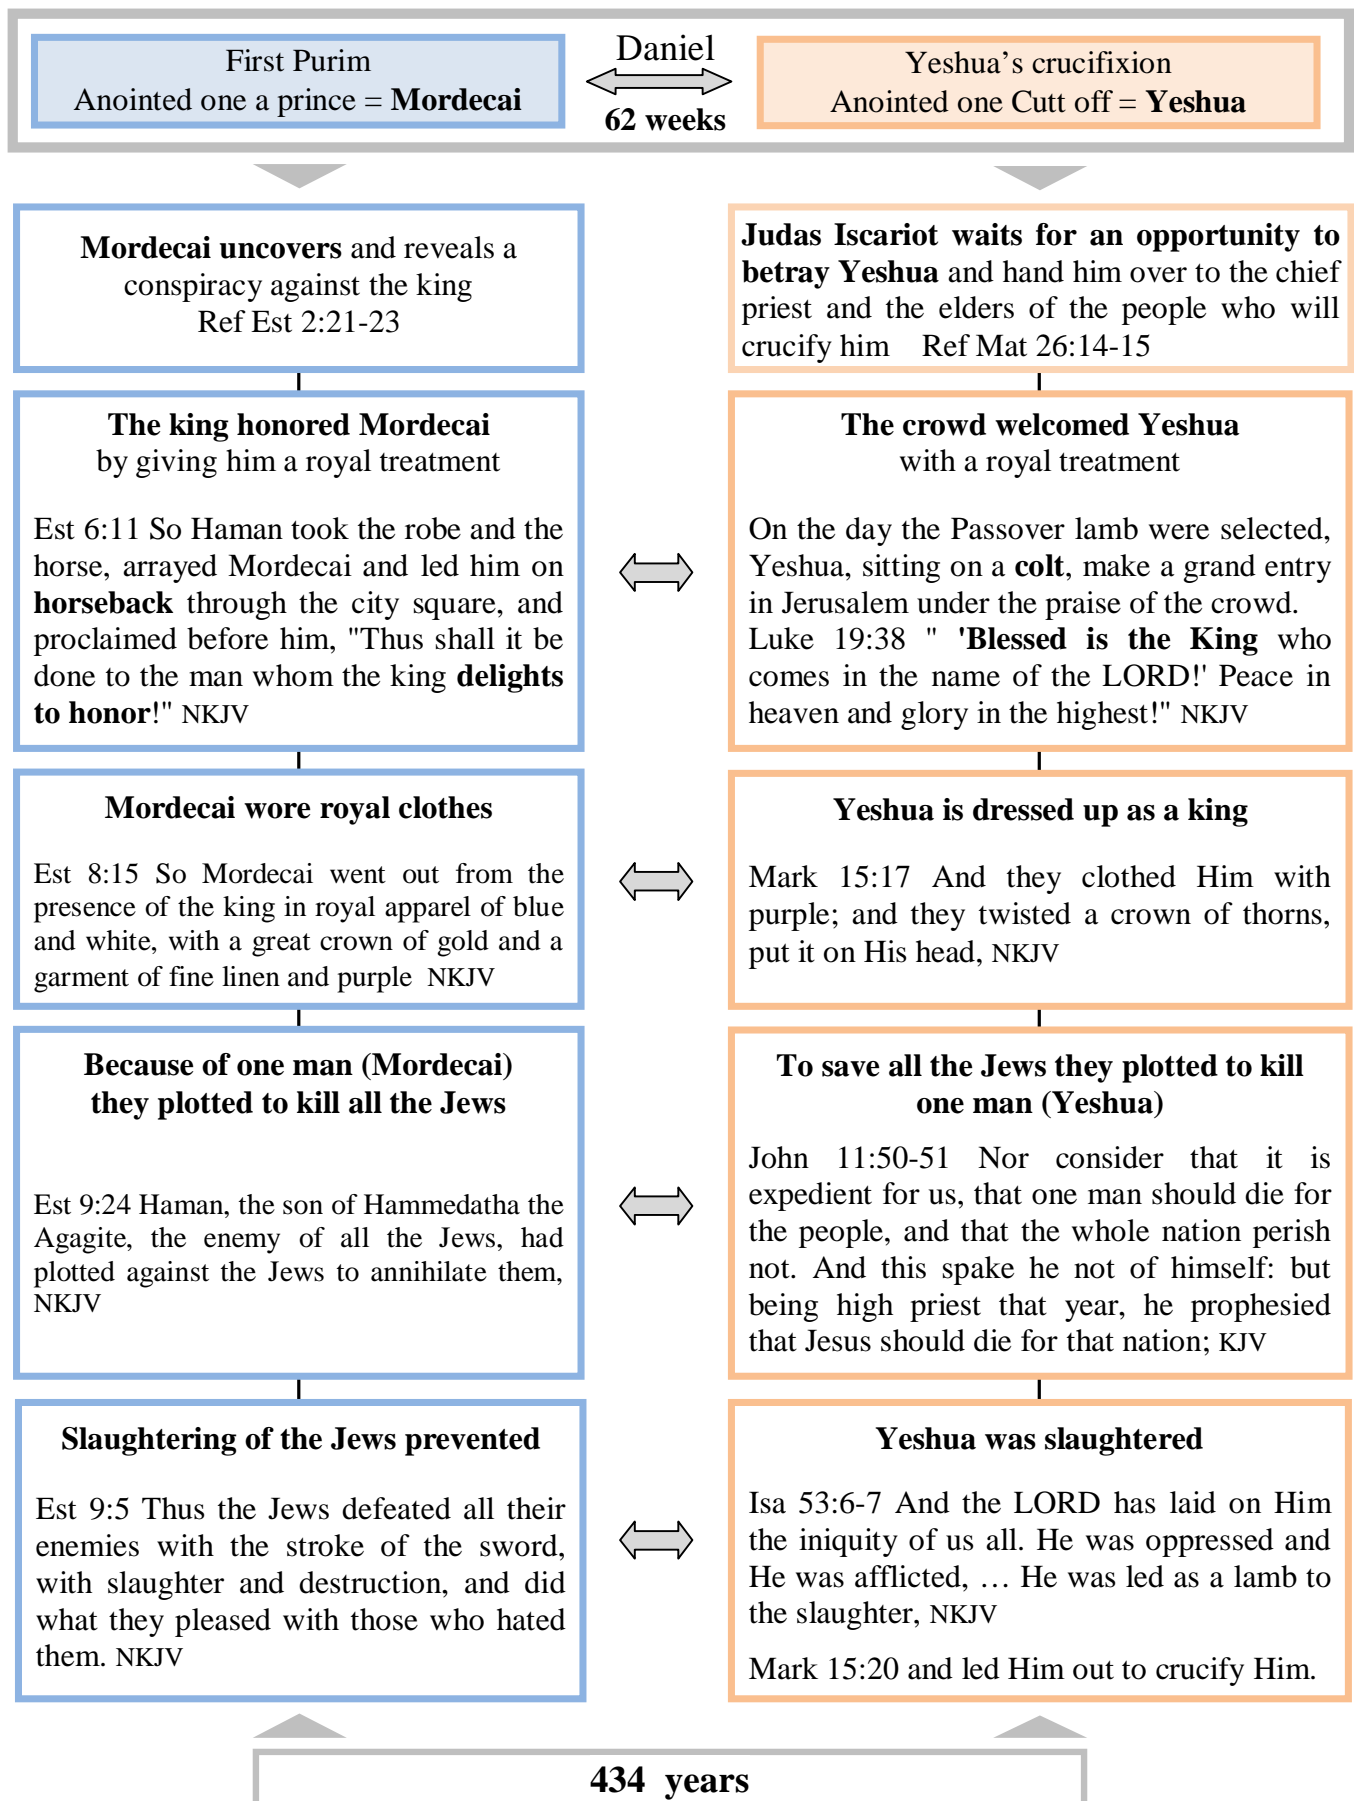 First Purim
Anointed one a prince = Mordecai
Daniel
62 weeks
Yeshua's crucifixion
Anointed one Cutt off = Yeshua
Mordecai uncovers and reveals a
conspiracy against the king
Ref Est 2:21-23
Judas Iscariot waits for an opportunity to
betray Yeshua and hand him over to the chief
priest and the elders of the people who will
crucify him Ref Mat 26:14-15
The king honored Mordecai
by giving him a royal treatment
Est 6:11 So Haman took the robe and the
horse, arrayed Mordecai and led him on
horseback through the city square, and
proclaimed before him, "Thus shall it be
done to the man whom the king delights
to honor!" NKJV
The crowd welcomed Yeshua
with a royal treatment
On the day the Passover lamb were selected,
Yeshua, sitting on a colt, make a grand entry
in Jerusalem under the praise of the crowd.
Luke 19:38 " 'Blessed is the King who
comes in the name of the LORD!' Peace in
heaven and glory in the highest!" NKJV
Mordecai wore royal clothes
Est 8:15 So Mordecai went out from the
presence of the king in royal apparel of blue
and white, with a great crown of gold and a
garment of fine linen and purple NKJV
Yeshua is dressed up as a king
Mark 15:17 And they clothed Him with
purple; and they twisted a crown of thorns,
put it on His head, NKJV
Because of one man (Mordecai)
they plotted to kill all the Jews
Est 9:24 Haman, the son of Hammedatha the
Agagite, the enemy of all the Jews, had
plotted against the Jews to annihilate them,
NKJV
To save all the Jews they plotted to kill
one man (Yeshua)
John 11:50-51 Nor consider that it is
expedient for us, that one man should die for
the people, and that the whole nation perish
not. And this spake he not of himself: but
being high priest that year, he prophesied
that Jesus should die for that nation; KJV
Slaughtering of the Jews prevented
Est 9:5 Thus the Jews defeated all their
enemies with the stroke of the sword,
with slaughter and destruction, and did
what they pleased with those who hated
them. NKJV
Yeshua was slaughtered
Isa 53:6-7 And the LORD has laid on Him
the iniquity of us all. He was oppressed and
He was afflicted, … He was led as a lamb to
the slaughter, NKJV
Mark 15:20 and led Him out to crucify Him.
434 years